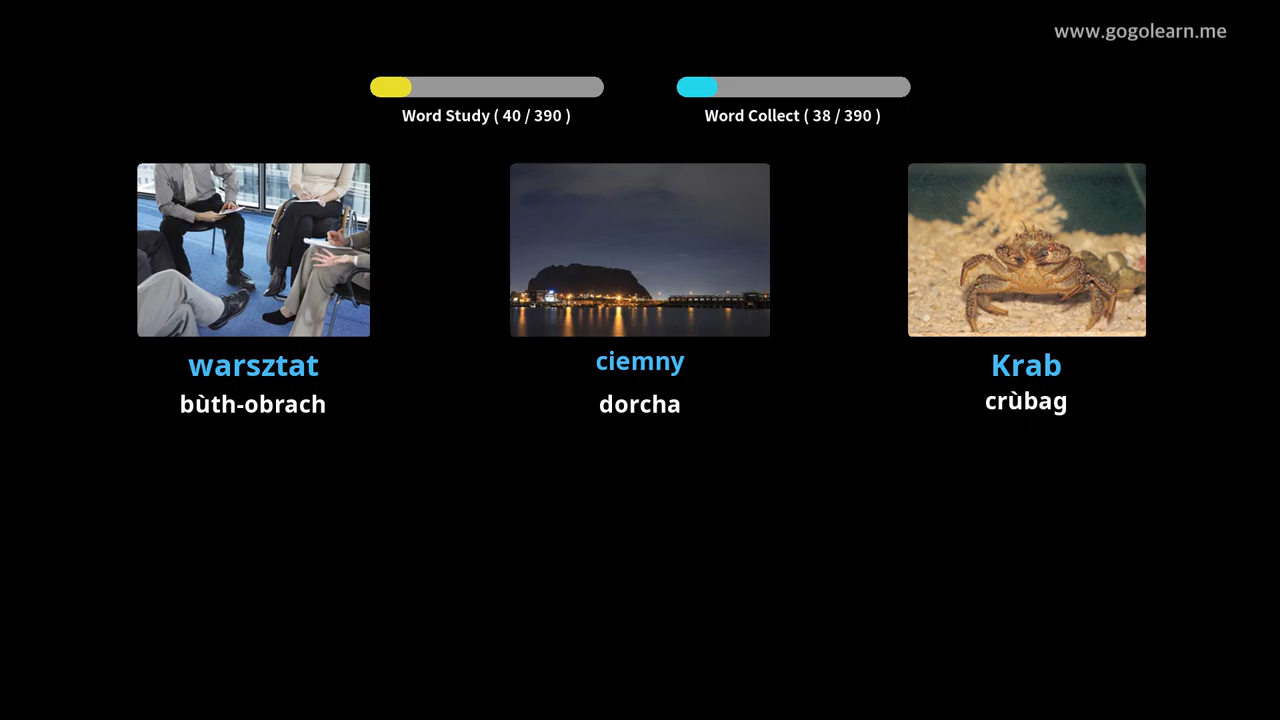 www.gogolearn.me
Word Study ( 40 / 390 )
Word Collect ( 38 / 390 )
warsztat
bùth-obrach
ciemny
dorcha
Krab
crùbag